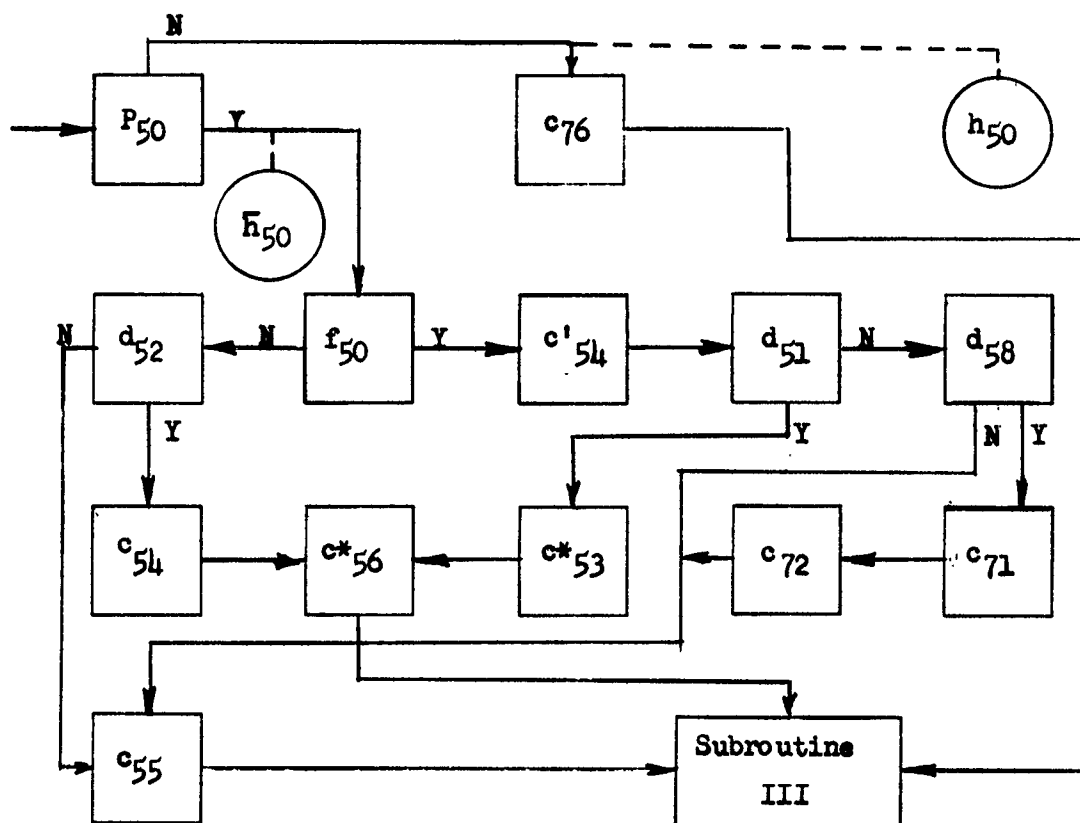 N
P50
Y
c76
h50
h̄50
N
d52
N
f50
Y
c'54
d51
N
d58
Y
Y
N
Y
c54
c*56
c*53
c72
c71
c55
Subroutine
III